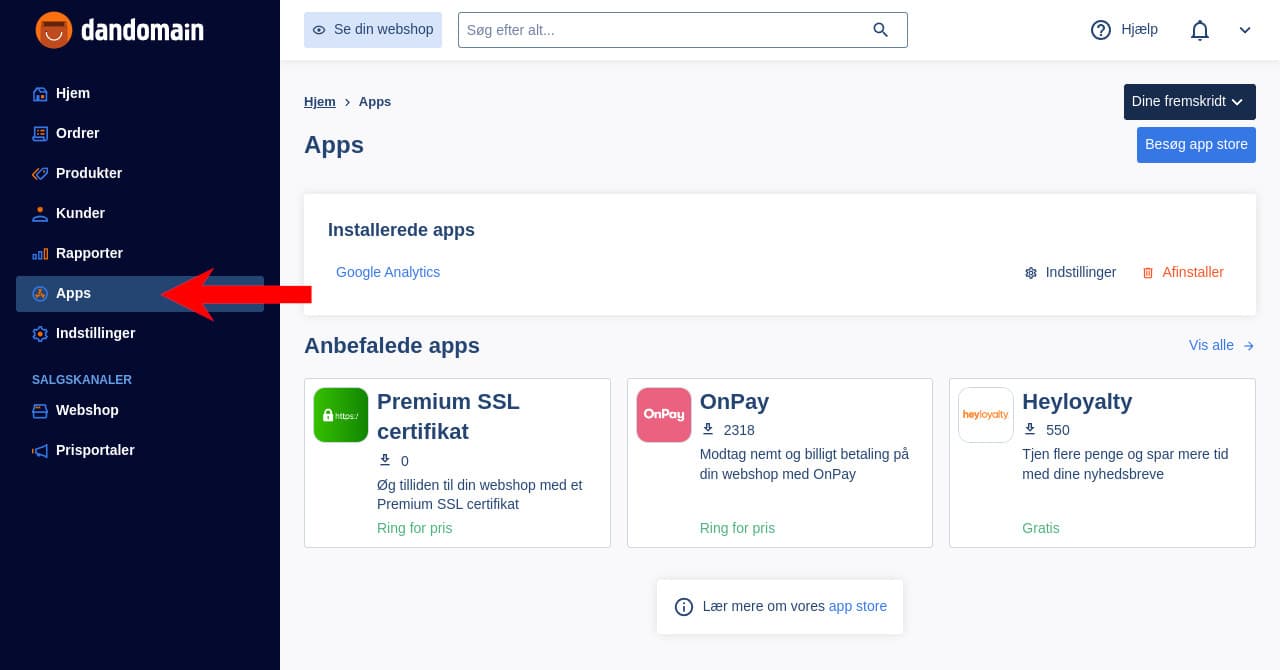 dandomain
Se din webshop
Søg efter alt...
Hjælp
Hjem
Ordrer
Produkter
Kunder
Rapporter
Apps
Indstillinger
SALGSKANALER
Webshop
Prisportaler
Hjem > Apps
Dine fremskridt
Apps
Besøg app store
Installerede apps
Google Analytics
Indstillinger
Afinstaller
Anbefalede apps
Vis alle
https:/
Premium SSL
certifikat
0
Øg tilliden til din webshop med et
Premium SSL certifikat
Ring for pris
OnPay
OnPay
2318
Modtag nemt og billigt betaling på
din webshop med OnPay
Ring for pris
heyloyalty
Heyloyalty
550
Tjen flere penge og spar mere tid
med dine nyhedsbreve
Gratis
Lær mere om vores app store